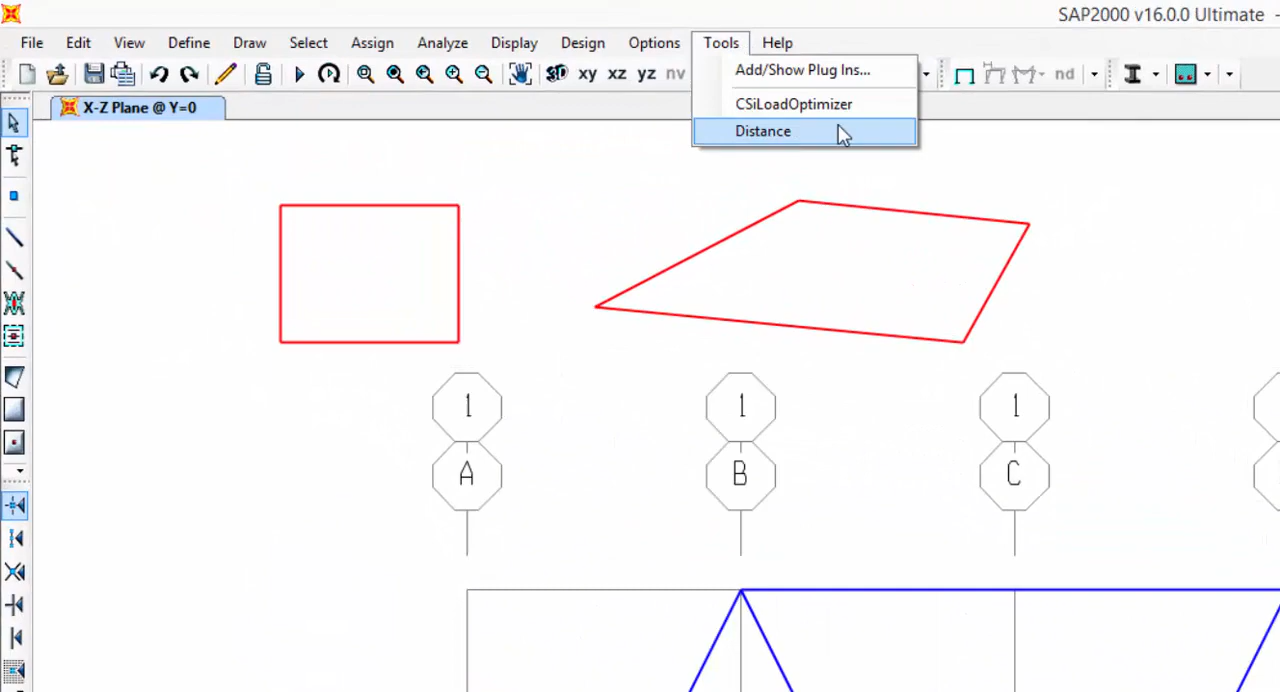 SAP2000 v16.0.0 Ultimate -
File Edit View Define Draw Select Assign Analyze Display Design Options Tools Help
3D xy xz yz nv nd
Add/Show Plug Ins...
X-Z Plane @ Y=0
CSiLoadOptimizer
Distance
1 1 1
A B C